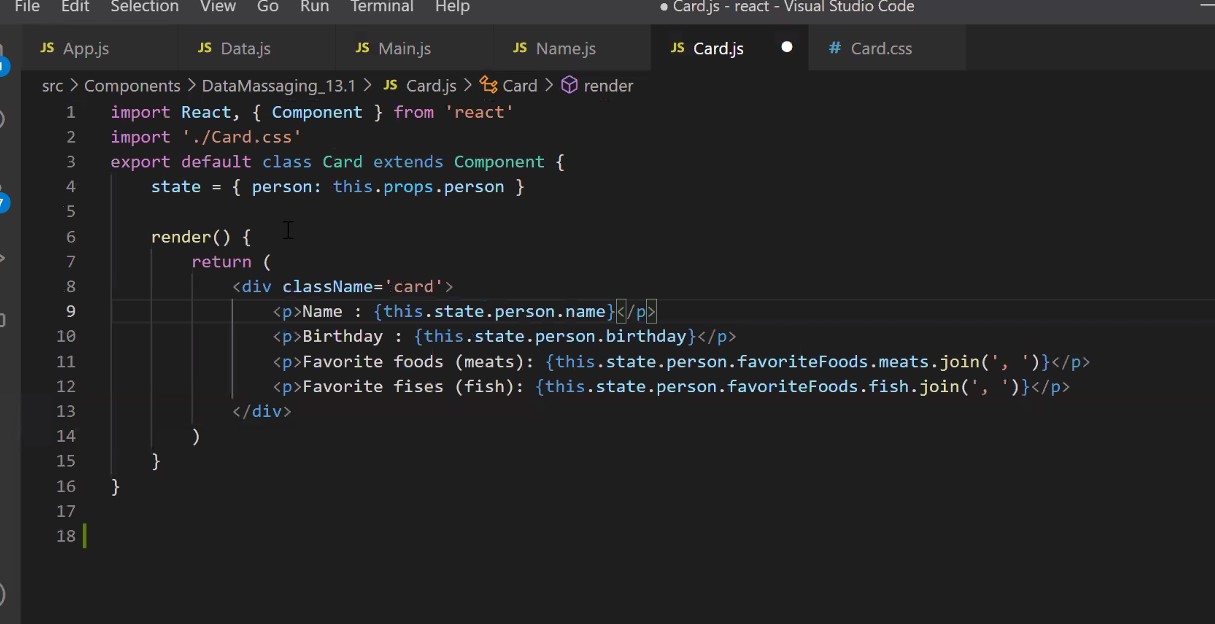 File Edit Selection View Go Run Terminal Help ● Card.js - react - Visual Studio Code
JS App.js JS Data.js JS Main.js JS Name.js JS Card.js ● # Card.css
src > Components > DataMassaging_13.1 > JS Card.js > Card > render
1 import React, { Component } from 'react'
2 import './Card.css'
3 export default class Card extends Component {
4 state = { person: this.props.person }
5
6 render() {
7 return (
8 <div className='card'>
9 <p>Name : {this.state.person.name}</p>
10 <p>Birthday : {this.state.person.birthday}</p>
11 <p>Favorite foods (meats): {this.state.person.favoriteFoods.meats.join(', ')}</p>
12 <p>Favorite fises (fish): {this.state.person.favoriteFoods.fish.join(', ')}</p>
13 </div>
14 )
15 }
16 }
17
18